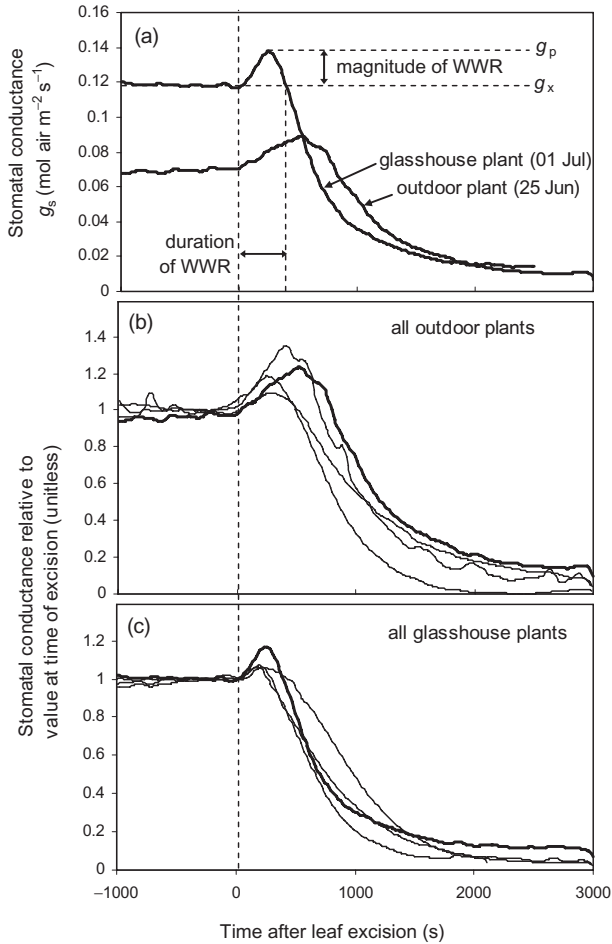 Stomatal conductance
gₛ (mol air m⁻² s⁻¹)
0.16
0.14
0.12
0.10
0.08
0.06
0.04
0.02
0
(a)
gₚ
magnitude of WWR
gₓ
glasshouse plant (01 Jul)
outdoor plant (25 Jun)
duration
of WWR
Stomatal conductance relative to
value at time of excision (unitless)
1.4
1.2
1
0.8
0.6
0.4
0.2
0
(b)
all outdoor plants
1.2
1
0.8
0.6
0.4
0.2
0
(c)
all glasshouse plants
–1000 0 1000 2000 3000
Time after leaf excision (s)